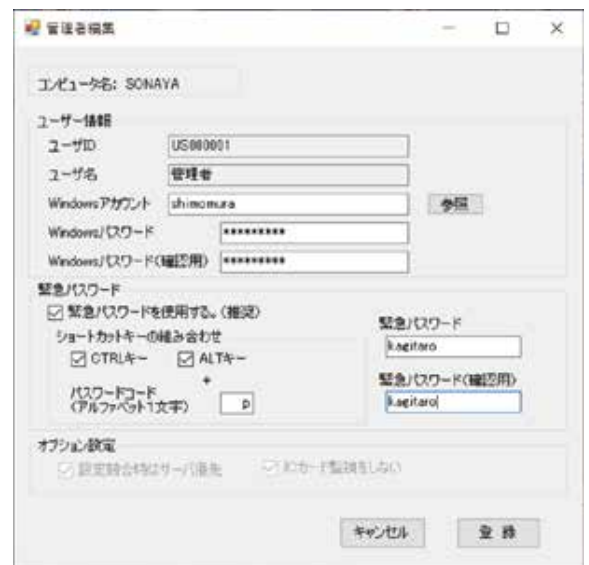 管理者編集
コンピュータ名: SONAYA
ユーザー情報
ユーザID US000001
ユーザ名 管理者
Windowsアカウント shimomura 参照
Windowsパスワード *********
Windowsパスワード(確認用) *********
緊急パスワード
緊急パスワードを使用する。(推奨)
ショートカットキーの組み合わせ
CTRLキー ALTキー
+
パスワードコード
(アルファベット1文字) p
緊急パスワード
kagitaro
緊急パスワード(確認用)
kagitaro
オプション設定
設定競合時はサーバ優先 ICカード監視をしない
キャンセル 登 録